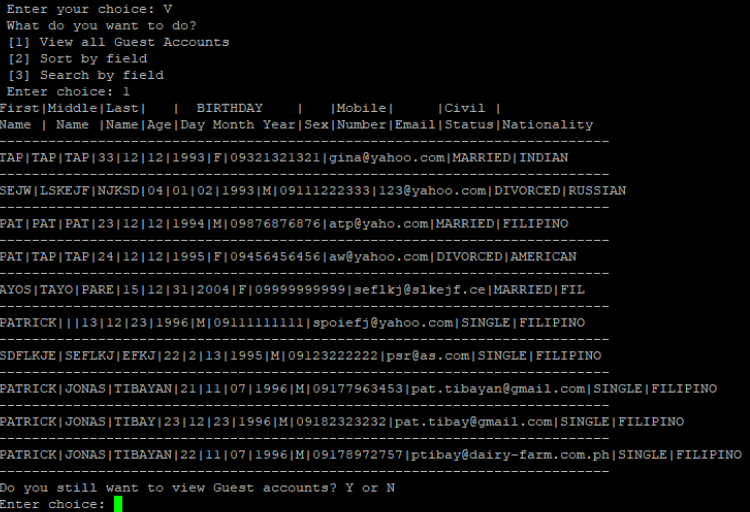 Enter your choice: V
What do you want to do?
[1] View all Guest Accounts
[2] Sort by field
[3] Search by field
Enter choice: 1
First|Middle|Last|   |  BIRTHDAY    |   |Mobile|     |Civil |
Name | Name |Name|Age|Day Month Year|Sex|Number|Email|Status|Nationality
--------------------------------------------------------------------------
TAP|TAP|TAP|33|12|12|1993|F|09321321321|gina@yahoo.com|MARRIED|INDIAN
--------------------------------------------------------------------------
SEJW|LSKEJF|NJKSD|04|01|02|1993|M|09111222333|123@yahoo.com|DIVORCED|RUSSIAN
--------------------------------------------------------------------------
PAT|PAT|PAT|23|12|12|1994|M|09876876876|atp@yaho.com|MARRIED|FILIPINO
--------------------------------------------------------------------------
PAT|TAP|TAP|24|12|12|1995|F|09456456456|aw@yahoo.com|DIVORCED|AMERICAN
--------------------------------------------------------------------------
AYOS|TAYO|PARE|15|12|31|2004|F|09999999999|seflkj@slkejf.ce|MARRIED|FIL
--------------------------------------------------------------------------
PATRICK|||13|12|23|1996|M|09111111111|spoiefj@yahoo.com|SINGLE|FILIPINO
--------------------------------------------------------------------------
SDFLKJE|SEFLKJ|EFKJ|22|2|13|1995|M|09123222222|psr@as.com|SINGLE|FILIPINO
--------------------------------------------------------------------------
PATRICK|JONAS|TIBAYAN|21|11|07|1996|M|09177963453|pat.tibayan@gmail.com|SINGLE|FILIPINO
--------------------------------------------------------------------------
PATRICK|JONAS|TIBAY|23|12|23|1996|M|09182323232|pat.tibay@gmail.com|SINGLE|FILIPINO
--------------------------------------------------------------------------
PATRICK|JONAS|TIBAYAN|22|11|07|1996|M|09178972757|ptibay@dairy-farm.com.ph|SINGLE|FILIPINO
--------------------------------------------------------------------------
Do you still want to view Guest accounts? Y or N
Enter choice: